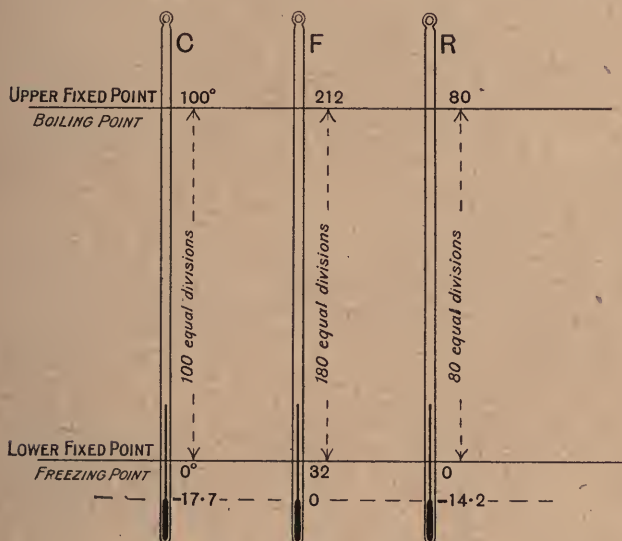 C F R
UPPER FIXED POINT 100° 212 80
BOILING POINT
100 equal divisions
180 equal divisions
80 equal divisions
LOWER FIXED POINT
FREEZING POINT 0° 32 0
-17·7 0 -14·2